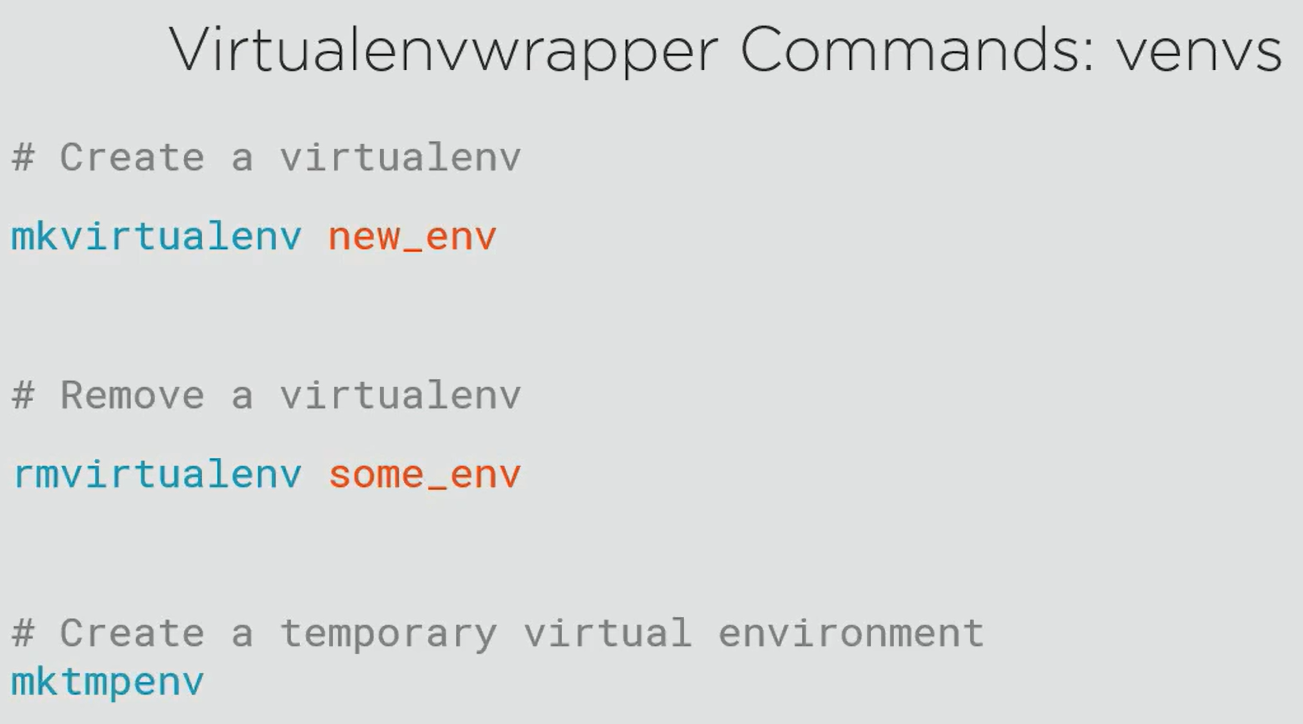 Virtualenvwrapper Commands: venvs
# Create a virtualenv
mkvirtualenv new_env
# Remove a virtualenv
rmvirtualenv some_env
# Create a temporary virtual environment
mktmpenv